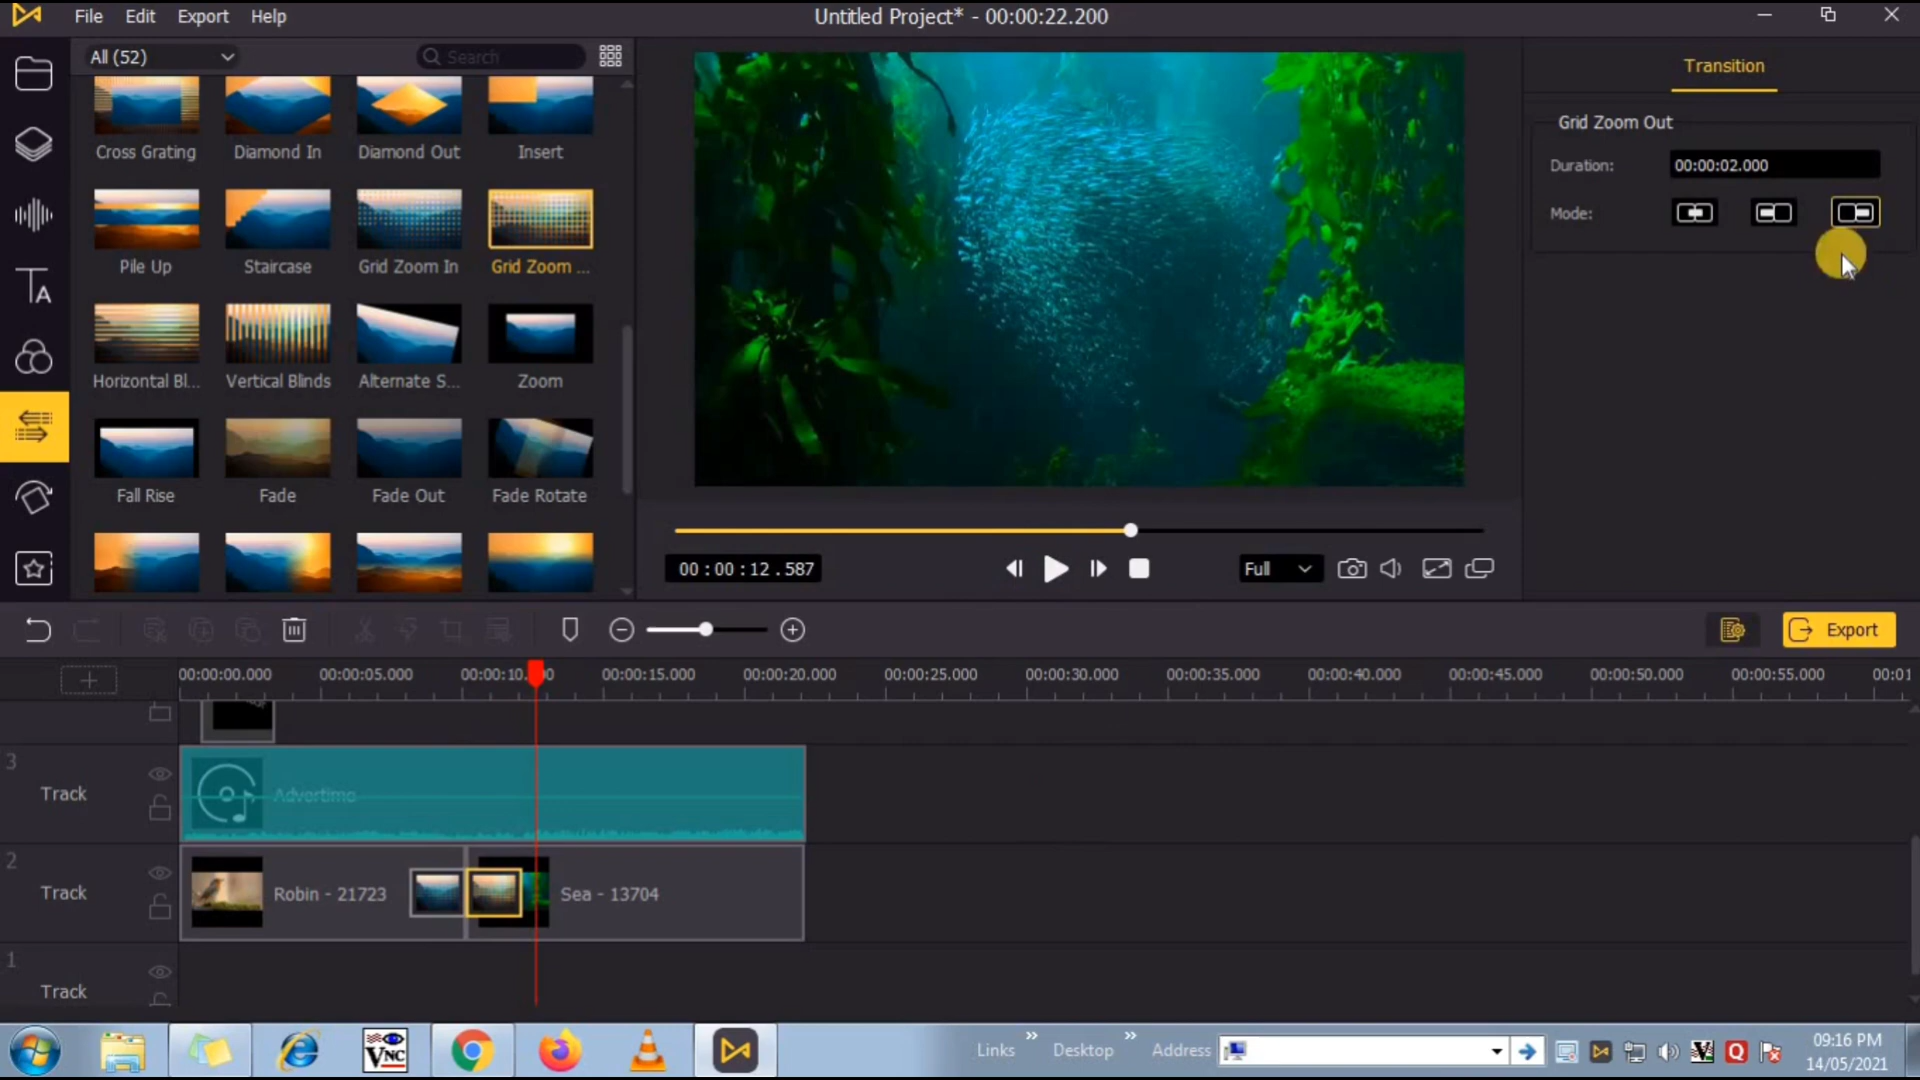 File Edit Export Help
Untitled Project* - 00:00:22.200
All (52)
Search
Cross Grating Diamond In Diamond Out Insert
Pile Up Staircase Grid Zoom In Grid Zoom ...
Horizontal Bl... Vertical Blinds Alternate S... Zoom
Fall Rise Fade Fade Out Fade Rotate
Transition
Grid Zoom Out
Duration: 00:00:02.000
Mode:
00 : 00 : 12 .587
Full
Export
00:00:00.000 00:00:05.000 00:00:10. 00 00:00:15.000 00:00:20.000 00:00:25.000 00:00:30.000 00:00:35.000 00:00:40.000 00:00:45.000 00:00:50.000 00:00:55.000 00:01
3
Track
Advertime
2
Track
Robin - 21723
Sea - 13704
1
Track
Links » Desktop » Address
VNC
09:16 PM
14/05/2021